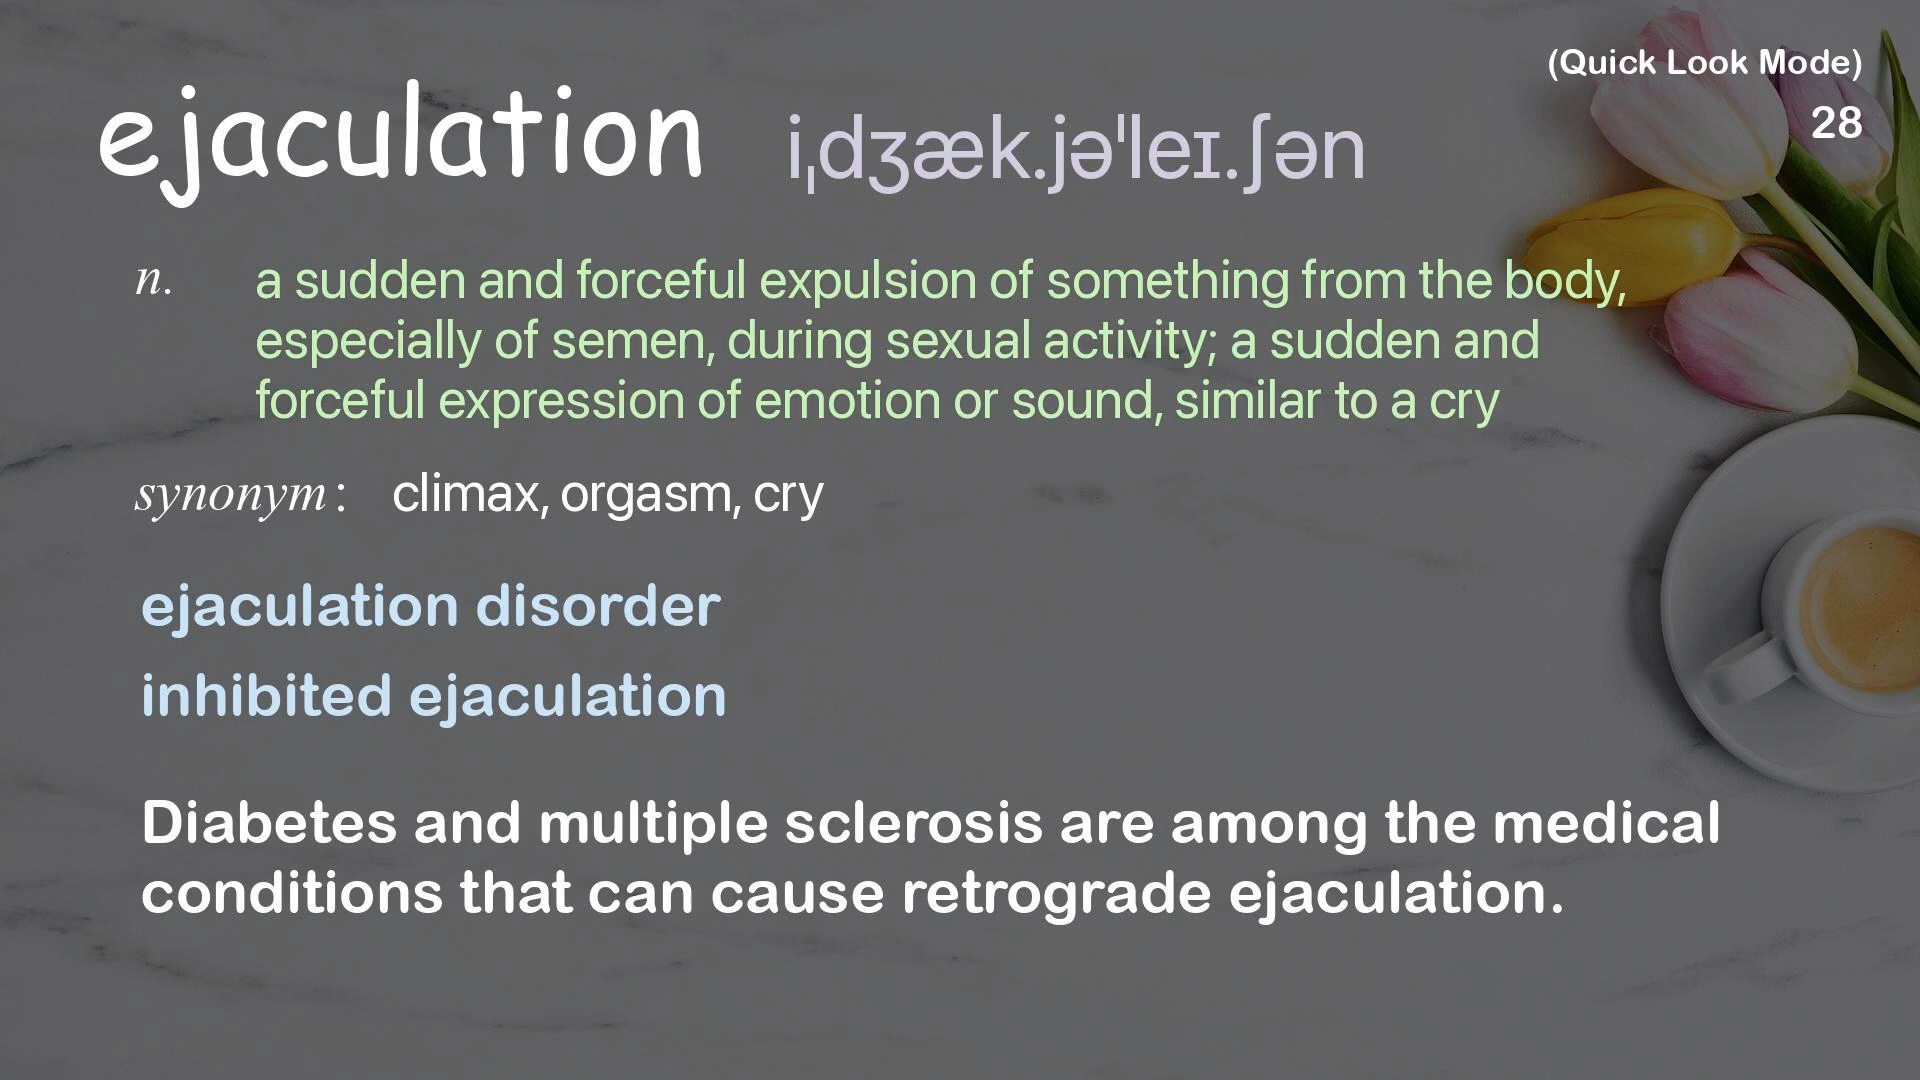 (Quick Look Mode)
28
ejaculation iˌdʒæk.jəˈleɪ.ʃən
n. a sudden and forceful expulsion of something from the body,
especially of semen, during sexual activity; a sudden and
forceful expression of emotion or sound, similar to a cry
synonym : climax, orgasm, cry
ejaculation disorder
inhibited ejaculation
Diabetes and multiple sclerosis are among the medical
conditions that can cause retrograde ejaculation.